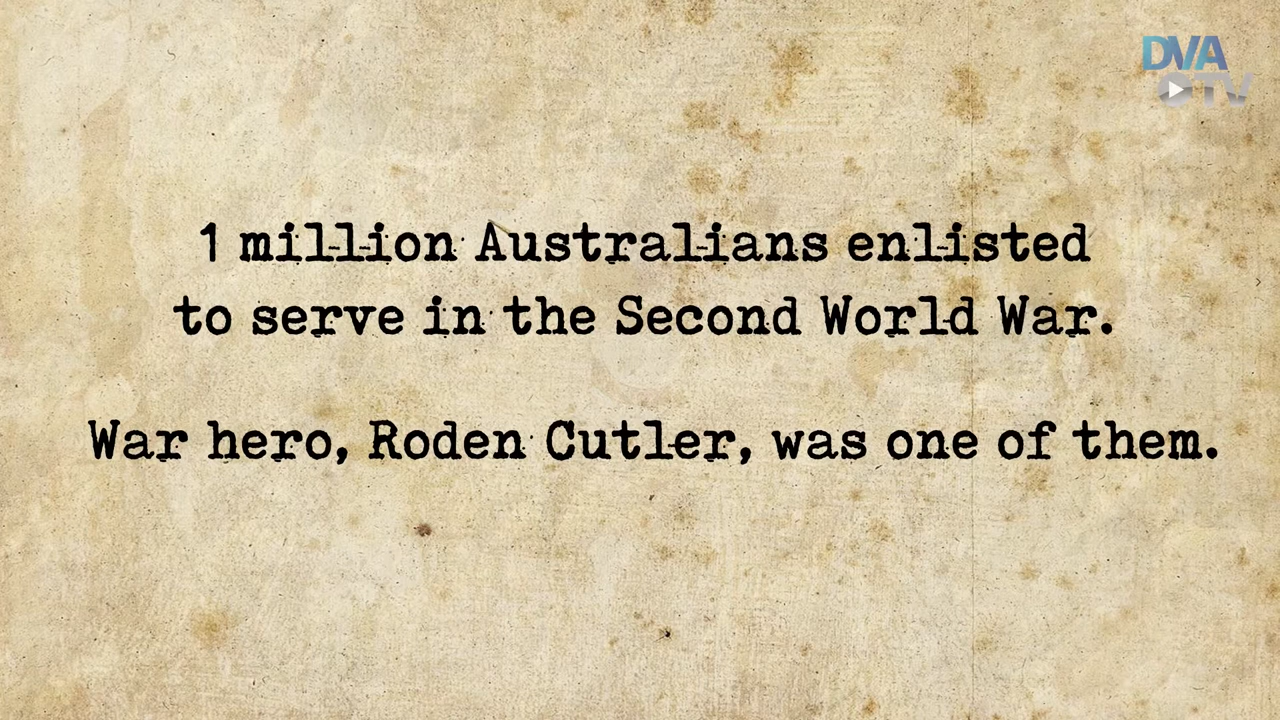 DVA
TV
1 million Australians enlisted
to serve in the Second World War.
War hero, Roden Cutler, was one of them.